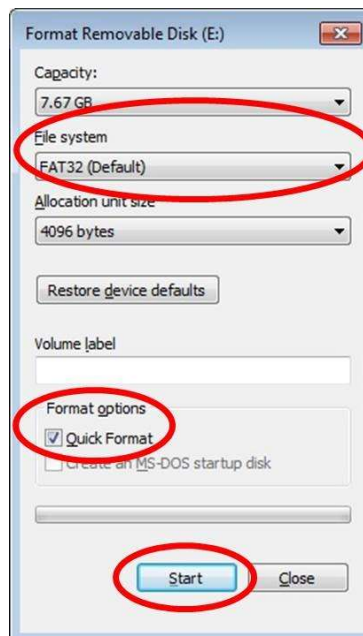 Format Removable Disk (E:)
Capacity:
7.67 GB
File system
FAT32 (Default)
Allocation unit size
4096 bytes
Restore device defaults
Volume label
Format options
Quick Format
Create an MS-DOS startup disk
Start Close